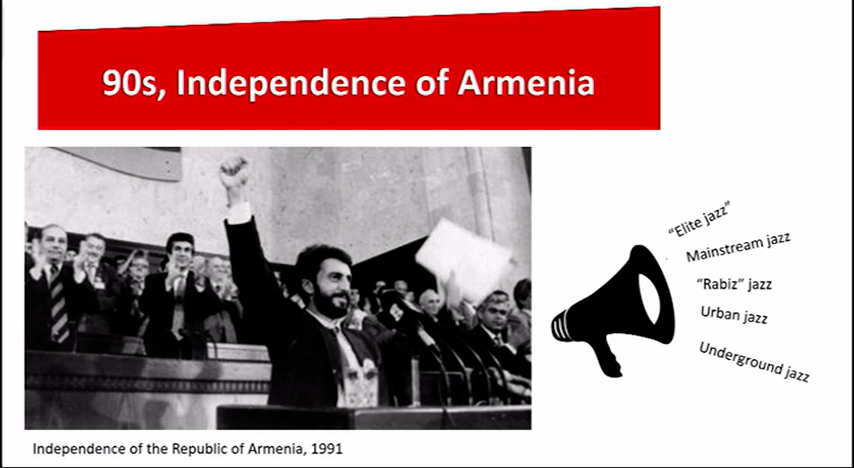 90s, Independence of Armenia
“Elite jazz”
Mainstream jazz
“Rabiz” jazz
Urban jazz
Underground jazz
Independence of the Republic of Armenia, 1991